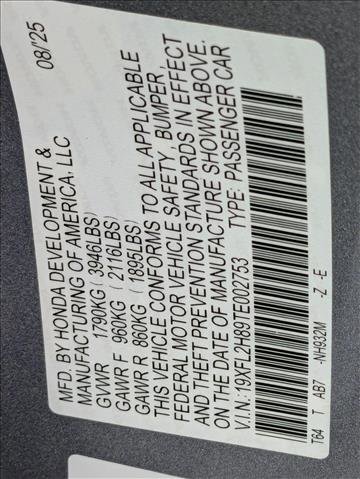 MFD. BY HONDA DEVELOPMENT & 08/'25
MANUFACTURING OF AMERICA, LLC
GVWR 1790KG (3946LBS)
GAWR F 960KG (2116LBS)
GAWR R 860KG (1895LBS)
THIS VEHICLE CONFORMS TO ALL APPLICABLE
FEDERAL MOTOR VEHICLE SAFETY, BUMPER,
AND THEFT PREVENTION STANDARDS IN EFFECT
ON THE DATE OF MANUFACTURE SHOWN ABOVE.
V.I.N.:19XFL2H89TE002753 TYPE: PASSENGER CAR
T64 T AB7 -NH932M -Z -E